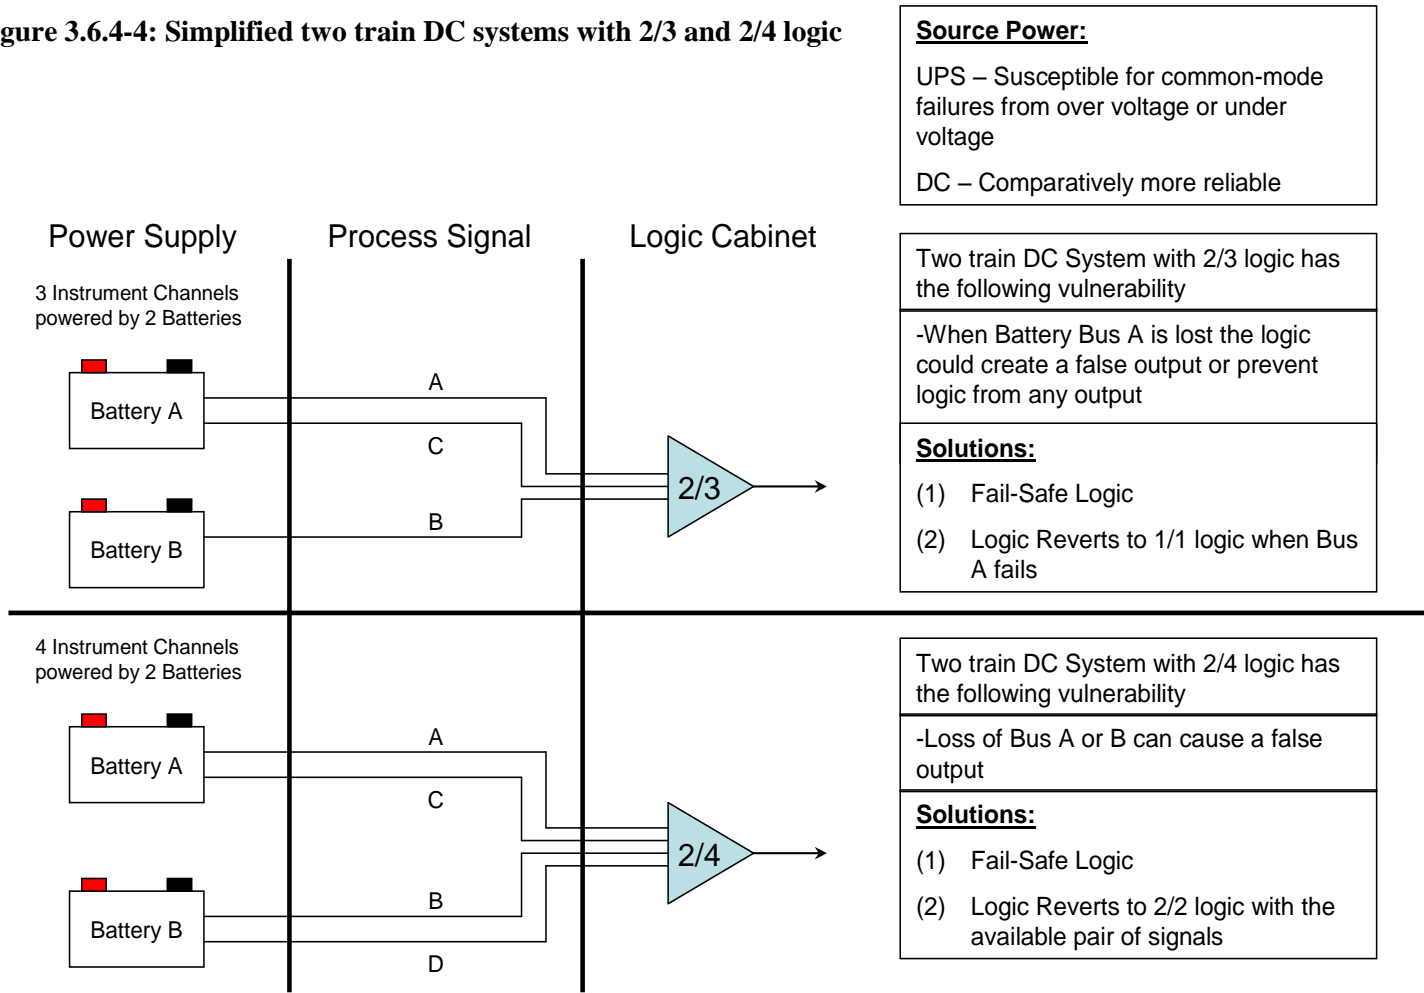 gure 3.6.4-4: Simplified two train DC systems with 2/3 and 2/4 logic
Source Power:
UPS – Susceptible for common-mode
failures from over voltage or under
voltage
DC – Comparatively more reliable
Power Supply
Process Signal
Logic Cabinet
3 Instrument Channels
powered by 2 Batteries
Battery A
A
C
Battery B
B
2/3
Two train DC System with 2/3 logic has
the following vulnerability
-When Battery Bus A is lost the logic
could create a false output or prevent
logic from any output
Solutions:
(1) Fail-Safe Logic
(2) Logic Reverts to 1/1 logic when Bus
A fails
4 Instrument Channels
powered by 2 Batteries
Battery A
A
C
Battery B
B
D
2/4
Two train DC System with 2/4 logic has
the following vulnerability
-Loss of Bus A or B can cause a false
output
Solutions:
(1) Fail-Safe Logic
(2) Logic Reverts to 2/2 logic with the
available pair of signals